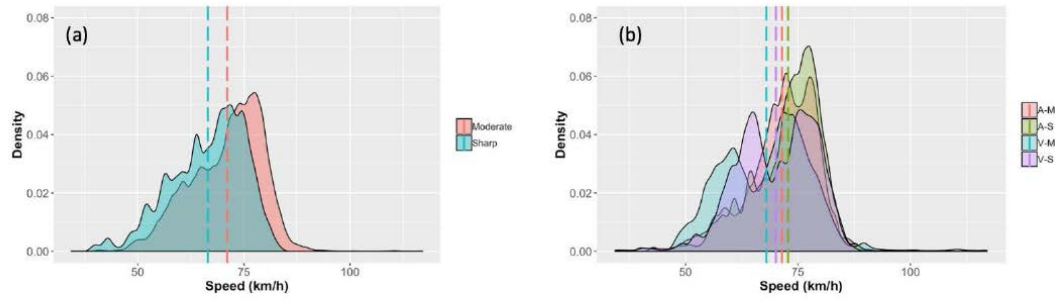 (a)
0.08
0.06
0.04
0.02
0.00
Density
50 75 100
Speed (km/h)
Moderate
Sharp
(b)
0.08
0.06
0.04
0.02
0.00
Density
50 75 100
Speed (km/h)
A-M
A-S
V-M
V-S